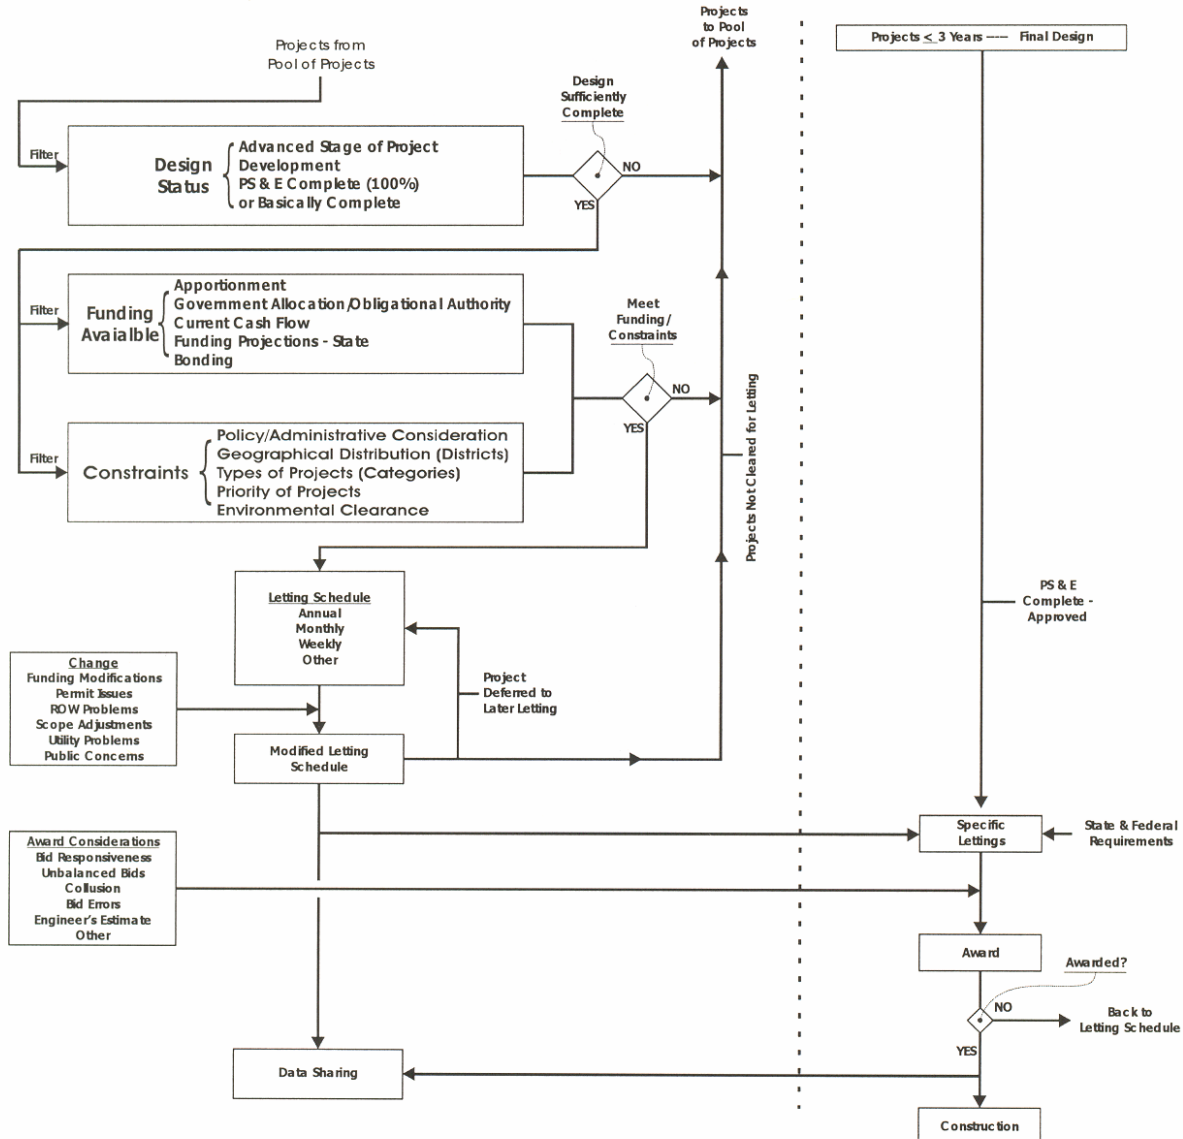 Projects
to Pool
of Projects
Projects < 3 Years ----- Final Design
Projects from
Pool of Projects
Design
Sufficiently
Complete
Filter
Design
Status
Advanced Stage of Project
Development
PS & E Complete (100%)
or Basically Complete
NO
YES
Filter
Funding
Avaialble
Apportionment
Government Allocation/Obligational Authority
Current Cash Flow
Funding Projections - State
Bonding
Meet
Funding/
Constraints
NO
YES
Filter
Constraints
Policy/Administrative Consideration
Geographical Distribution (Districts)
Types of Projects (Categories)
Priority of Projects
Environmental Clearance
Projects Not Cleared for Letting
Letting Schedule
Annual
Monthly
Weekly
Other
PS & E
Complete -
Approved
Change
Funding Modifications
Permit Issues
ROW Problems
Scope Adjustments
Utility Problems
Public Concerns
Project
Deferred to
Later Letting
Modified Letting
Schedule
Specific
Lettings
State & Federal
Requirements
Award Considerations
Bid Responsiveness
Unbalanced Bids
Collusion
Bid Errors
Engineer's Estimate
Other
Award
Awarded?
NO
Back to
Letting Schedule
YES
Data Sharing
Construction